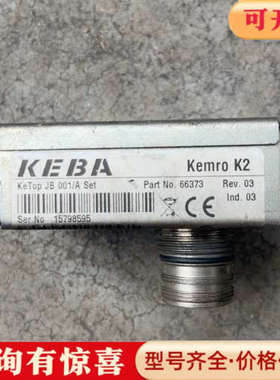 可开
KEBA
Kemro K2
KeTop JB 001/A Set
Part No. 66373
Rev. 03
Ind. 03
Ser.No. 15798595
CE
询有惊喜
型号齐全·价格